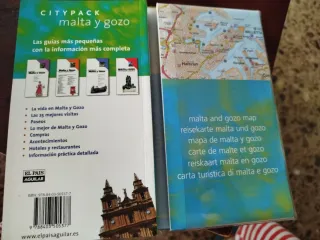 CITYPACK
malta y gozo
Las guías más pequeñas
con la información más completa
La vida en Malta y Gozo
Las 25 mejores visitas
Paseos
Lo mejor de Malta y Gozo
Compras
Acontecimientos
Hoteles y restaurantes
Información práctica detallada
EL PAIS
AGUILAR
www.elpaisaguilar.es
malta and gozo map
reisekarte malta und gozo
mapa de malta y gozo
carte de malte et gozo
reiskaart malta en gozo
carta turistica di malta e gozo